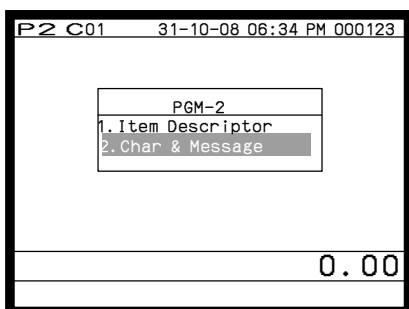 P2 C01 31-10-08 06:34 PM 000123
PGM-2
1.Item Descriptor
2.Char & Message
0.00